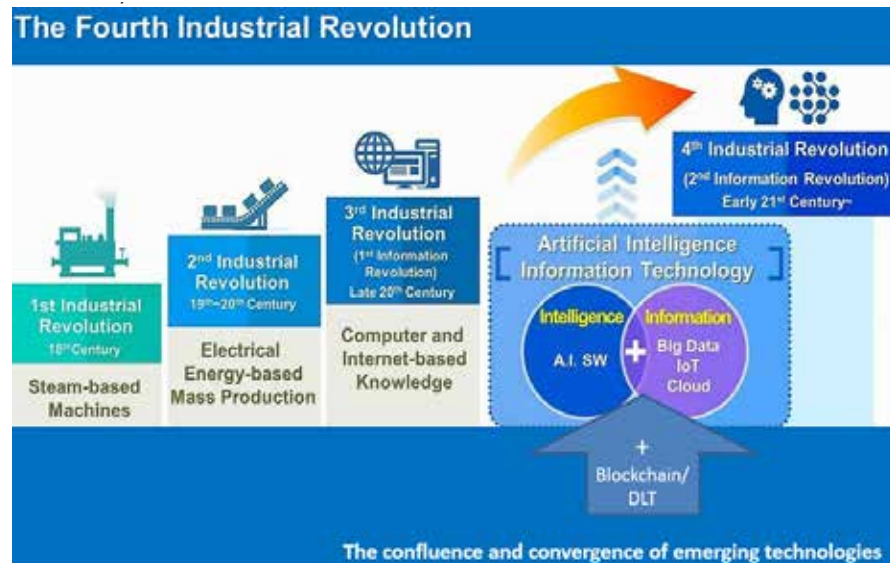 The Fourth Industrial Revolution
1st Industrial
Revolution
18th Century
Steam-based
Machines
2nd Industrial
Revolution
19th~20th Century
Electrical
Energy-based
Mass Production
3rd Industrial
Revolution
(1st Information
Revolution)
Late 20th Century
Computer and
Internet-based
Knowledge
4th Industrial Revolution
(2nd Information Revolution)
Early 21st Century~
Artificial Intelligence
Information Technology
Intelligence
A.I. SW
+
Information
Big Data
IoT
Cloud
+
Blockchain/
DLT
The confluence and convergence of emerging technologies